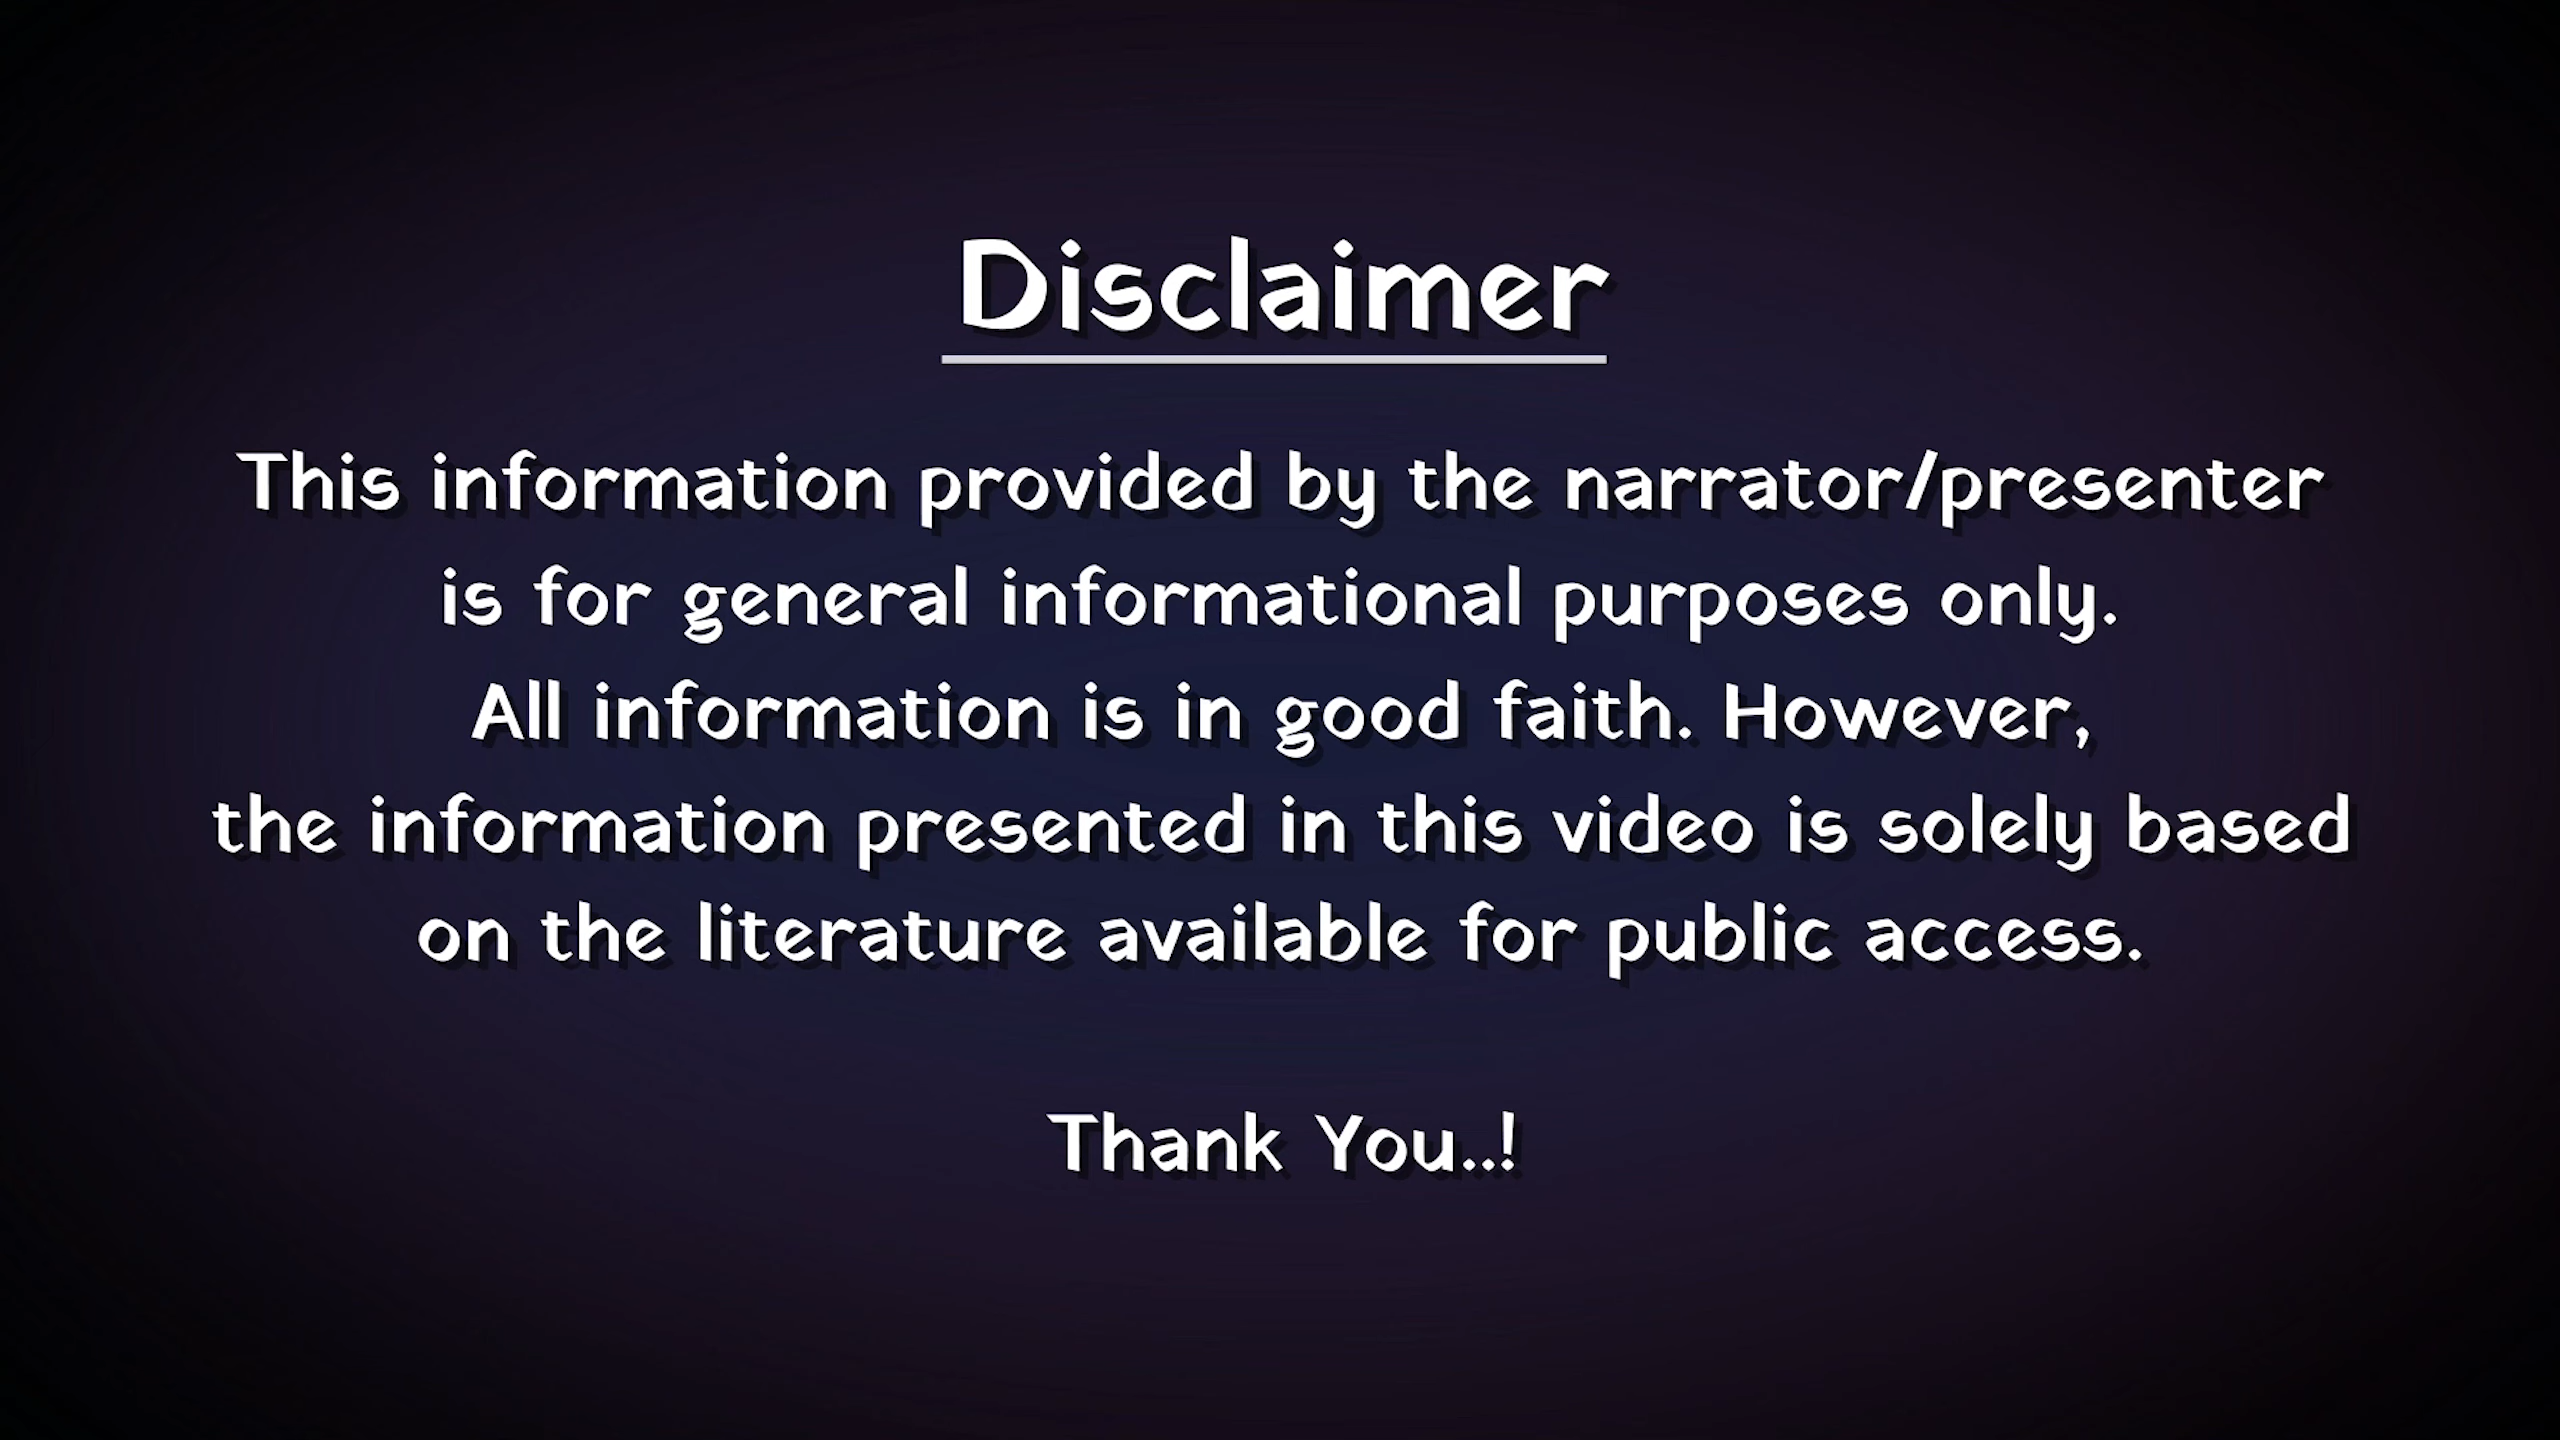 Disclaimer
This information provided by the narrator/presenter
is for general informational purposes only.
All information is in good faith. However,
the information presented in this video is solely based
on the literature available for public access.
Thank You..!